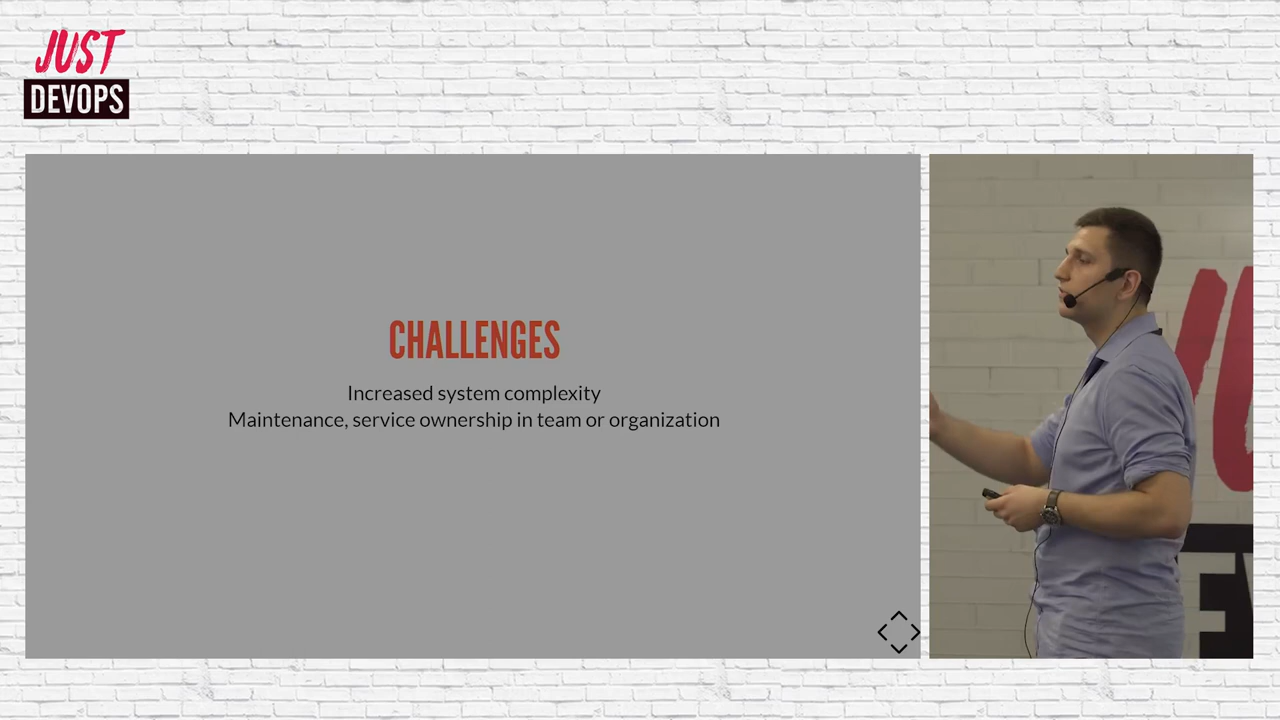 JUST
DEVOPS
CHALLENGES
Increased system complexity
Maintenance, service ownership in team or organization